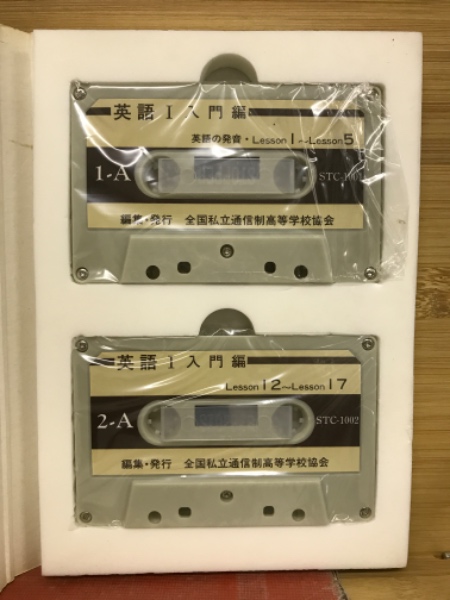 英語 I 入門編
英語の発音・Lesson 1～Lesson 5
1-A
STC-1001
編集・発行 全国私立通信制高等学校協会
英語 I 入門編
Lesson 12～Lesson 17
2-A
STC-1002
編集・発行 全国私立通信制高等学校協会